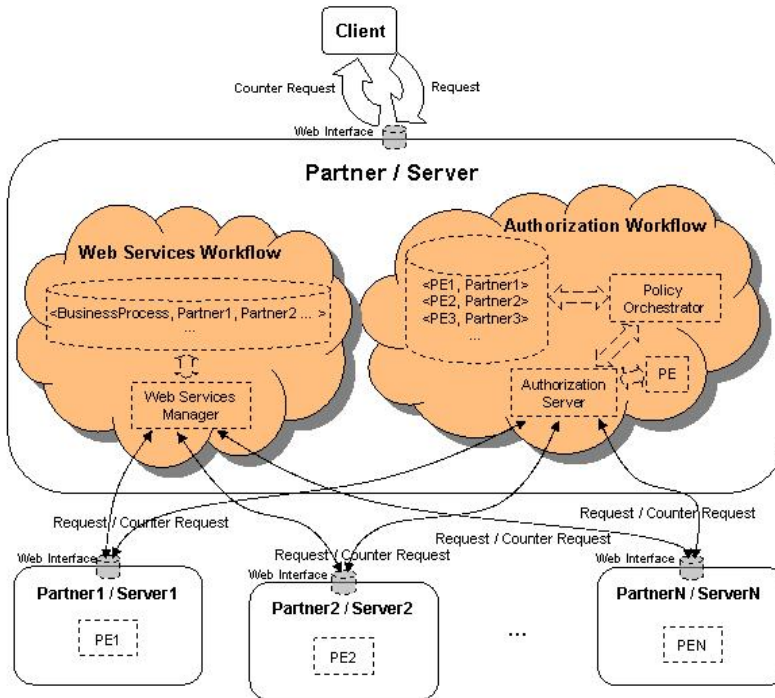 Client
Counter Request
Request
Web Interface
Partner / Server
Web Services Workflow
<BusinessProcess, Partner1, Partner2 ... >
...
Web Services
Manager
Authorization Workflow
<PE1, Partner1>
<PE2, Partner2>
<PE3, Partner3>
...
Policy
Orchestrator
Authorization
Server
PE
Request / Counter Request
Request / Counter Request
Request / Counter Request
Request / Counter Request
Web Interface
Partner1 / Server1
PE1
Web Interface
Partner2 / Server2
PE2
...
Web Interface
PartnerN / ServerN
PEN